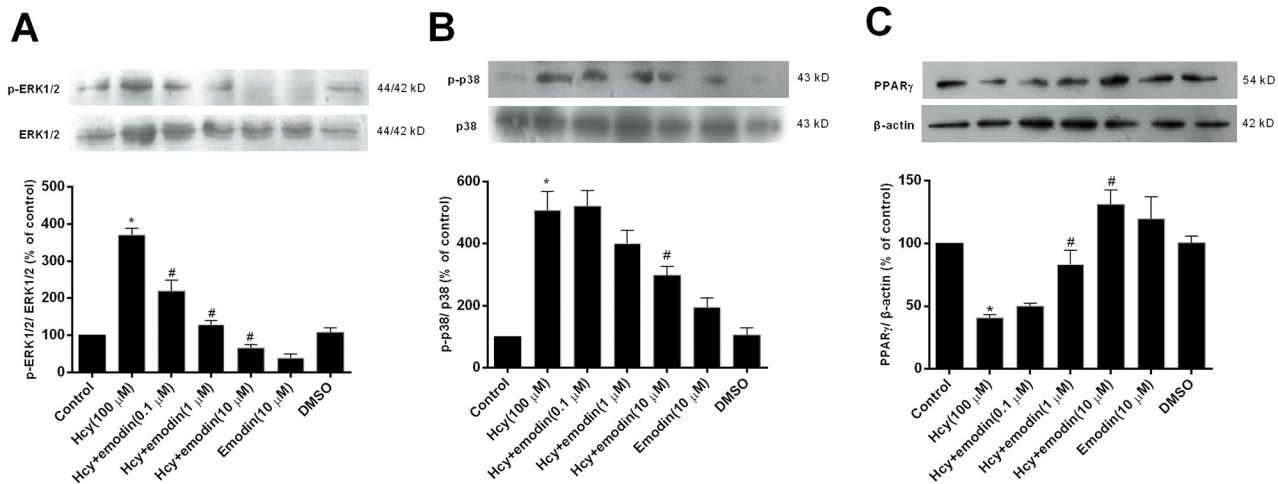 A
p-ERK1/2
44/42 kD
ERK1/2
44/42 kD
p-ERK1/2/ ERK1/2 (% of control)
500
400
300
200
100
0
*
#
#
#
Control
Hcy(100 μM)
Hcy+emodin(0.1 μM)
Hcy+emodin(1 μM)
Hcy+emodin(10 μM)
Emodin(10 μM)
DMSO
B
p-p38
43 kD
p38
43 kD
p-p38/ p38 (% of control)
600
400
200
0
*
#
Control
Hcy(100 μM)
Hcy+emodin(0.1 μM)
Hcy+emodin(1 μM)
Hcy+emodin(10 μM)
Emodin(10 μM)
DMSO
C
PPARγ
54 kD
β-actin
42 kD
PPARγ/ β-actin (% of control)
150
100
50
0
*
#
#
Control
Hcy(100 μM)
Hcy+emodin(0.1 μM)
Hcy+emodin(1 μM)
Hcy+emodin(10 μM)
Emodin(10 μM)
DMSO